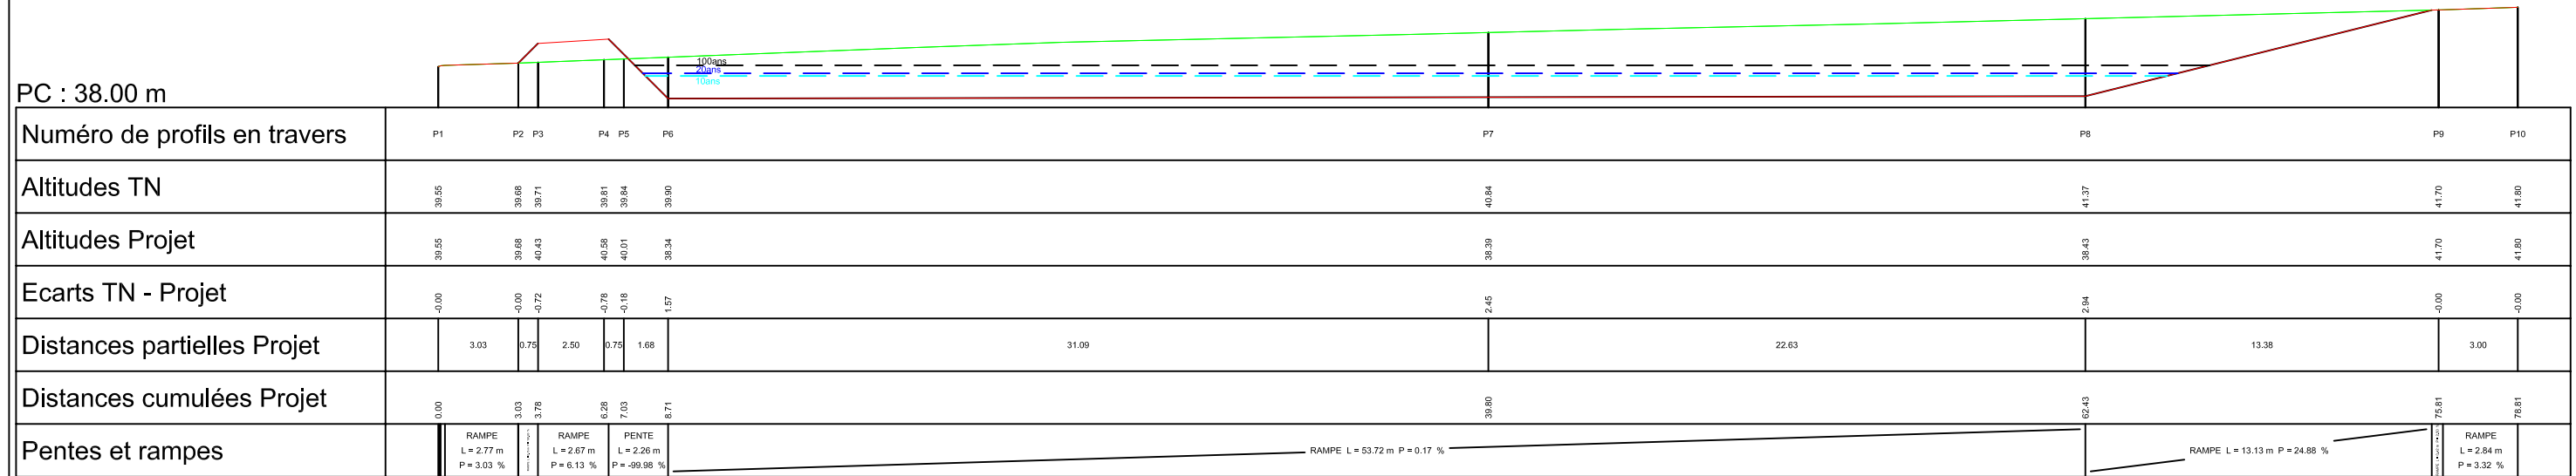 100ans
20ans
10ans
PC : 38.00 m
Numéro de profils en travers P1 P2 P3 P4 P5 P6 P7 P8 P9 P10
Altitudes TN 39.55 39.68 39.71 39.81 39.84 39.90 40.84 41.37 41.70 41.80
Altitudes Projet 39.55 39.68 40.43 40.58 40.01 38.34 38.39 38.43 41.70 41.80
Ecarts TN - Projet -0.00 -0.00 -0.72 -0.78 -0.18 1.57 2.45 2.94 -0.00 -0.00
Distances partielles Projet 3.03 0.75 2.50 0.75 1.68 31.09 22.63 13.38 3.00
Distances cumulées Projet 0.00 3.03 3.78 6.28 7.03 8.71 39.80 62.43 75.81 78.81
Pentes et rampes
RAMPE
L = 2.77 m
P = 3.03 %
RAMPE
L = 2.67 m
P = 6.13 %
PENTE
L = 2.26 m
P = -99.98 %
RAMPE L = 53.72 m P = 0.17 %
RAMPE L = 13.13 m P = 24.88 %
RAMPE
L = 2.84 m
P = 3.32 %